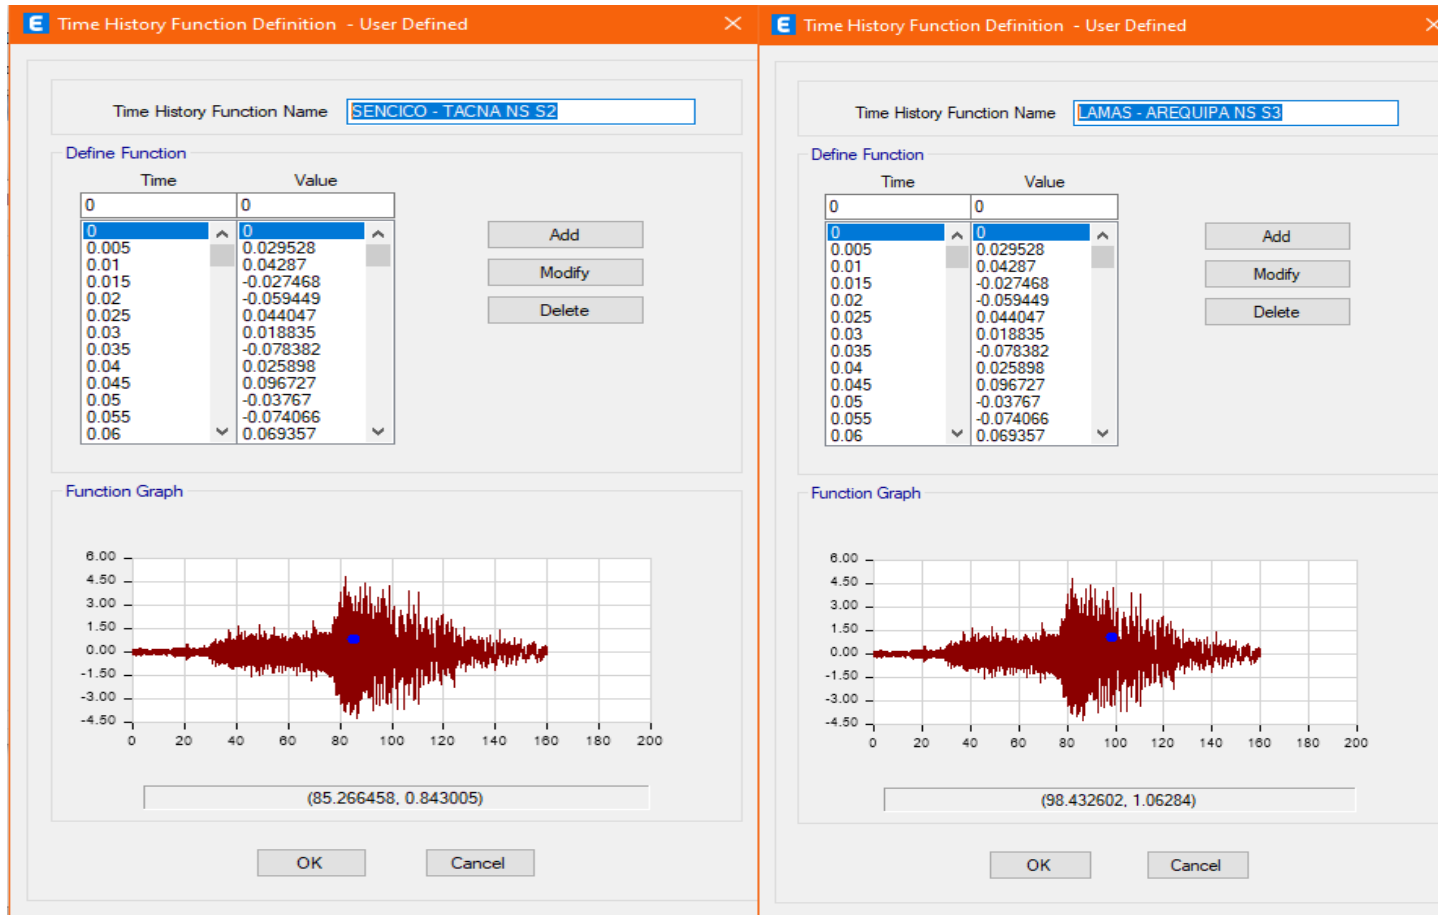 E Time History Function Definition - User Defined
Time History Function Name SENCICO - TACNA NS S2
Define Function
Time Value
0 0
0 0
0.005 0.029528
0.01 0.04287
0.015 -0.027468
0.02 -0.059449
0.025 0.044047
0.03 0.018835
0.035 -0.078382
0.04 0.025898
0.045 0.096727
0.05 -0.03767
0.055 -0.074066
0.06 0.069357
Add
Modify
Delete
Function Graph
6.00
4.50
3.00
1.50
0.00
-1.50
-3.00
-4.50
0 20 40 60 80 100 120 140 160 180 200
(85.266458, 0.843005)
OK Cancel
E Time History Function Definition - User Defined
Time History Function Name LAMAS - AREQUIPA NS S3
Define Function
Time Value
0 0
0 0
0.005 0.029528
0.01 0.04287
0.015 -0.027468
0.02 -0.059449
0.025 0.044047
0.03 0.018835
0.035 -0.078382
0.04 0.025898
0.045 0.096727
0.05 -0.03767
0.055 -0.074066
0.06 0.069357
Add
Modify
Delete
Function Graph
6.00
4.50
3.00
1.50
0.00
-1.50
-3.00
-4.50
0 20 40 60 80 100 120 140 160 180 200
(98.432602, 1.06284)
OK Cancel